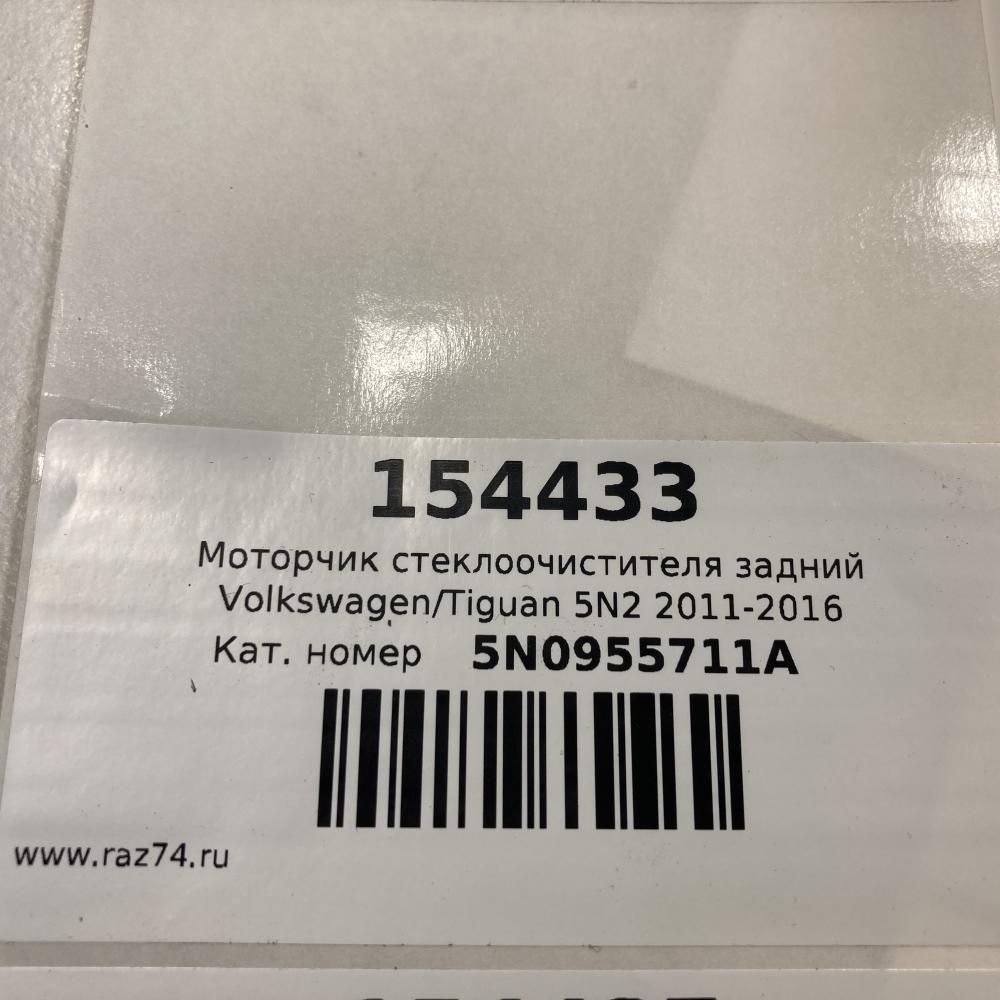 154433
Моторчик стеклоочистителя задний
Volkswagen/Tiguan 5N2 2011-2016
Кат. номер 5N0955711A
www.raz74.ru